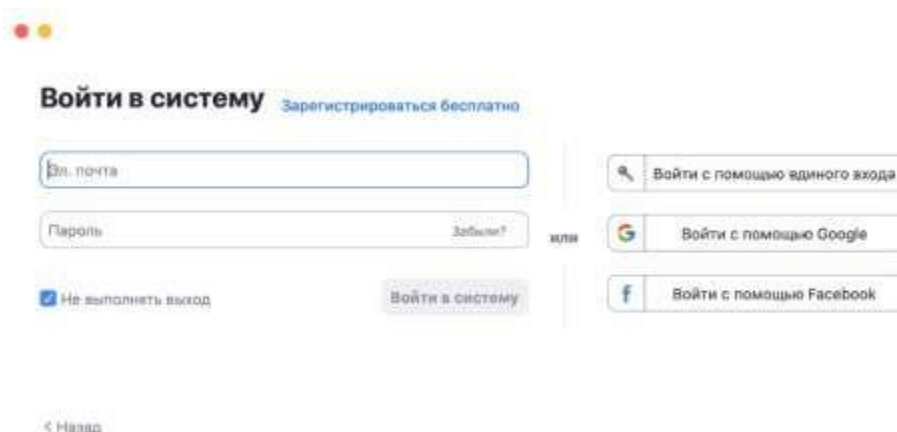 Войти в систему Зарегистрироваться бесплатно
Эл. почта
Пароль Забыли?
Не выполнять выход Войти в систему
или
Войти с помощью единого входа
Войти с помощью Google
Войти с помощью Facebook
< Назад